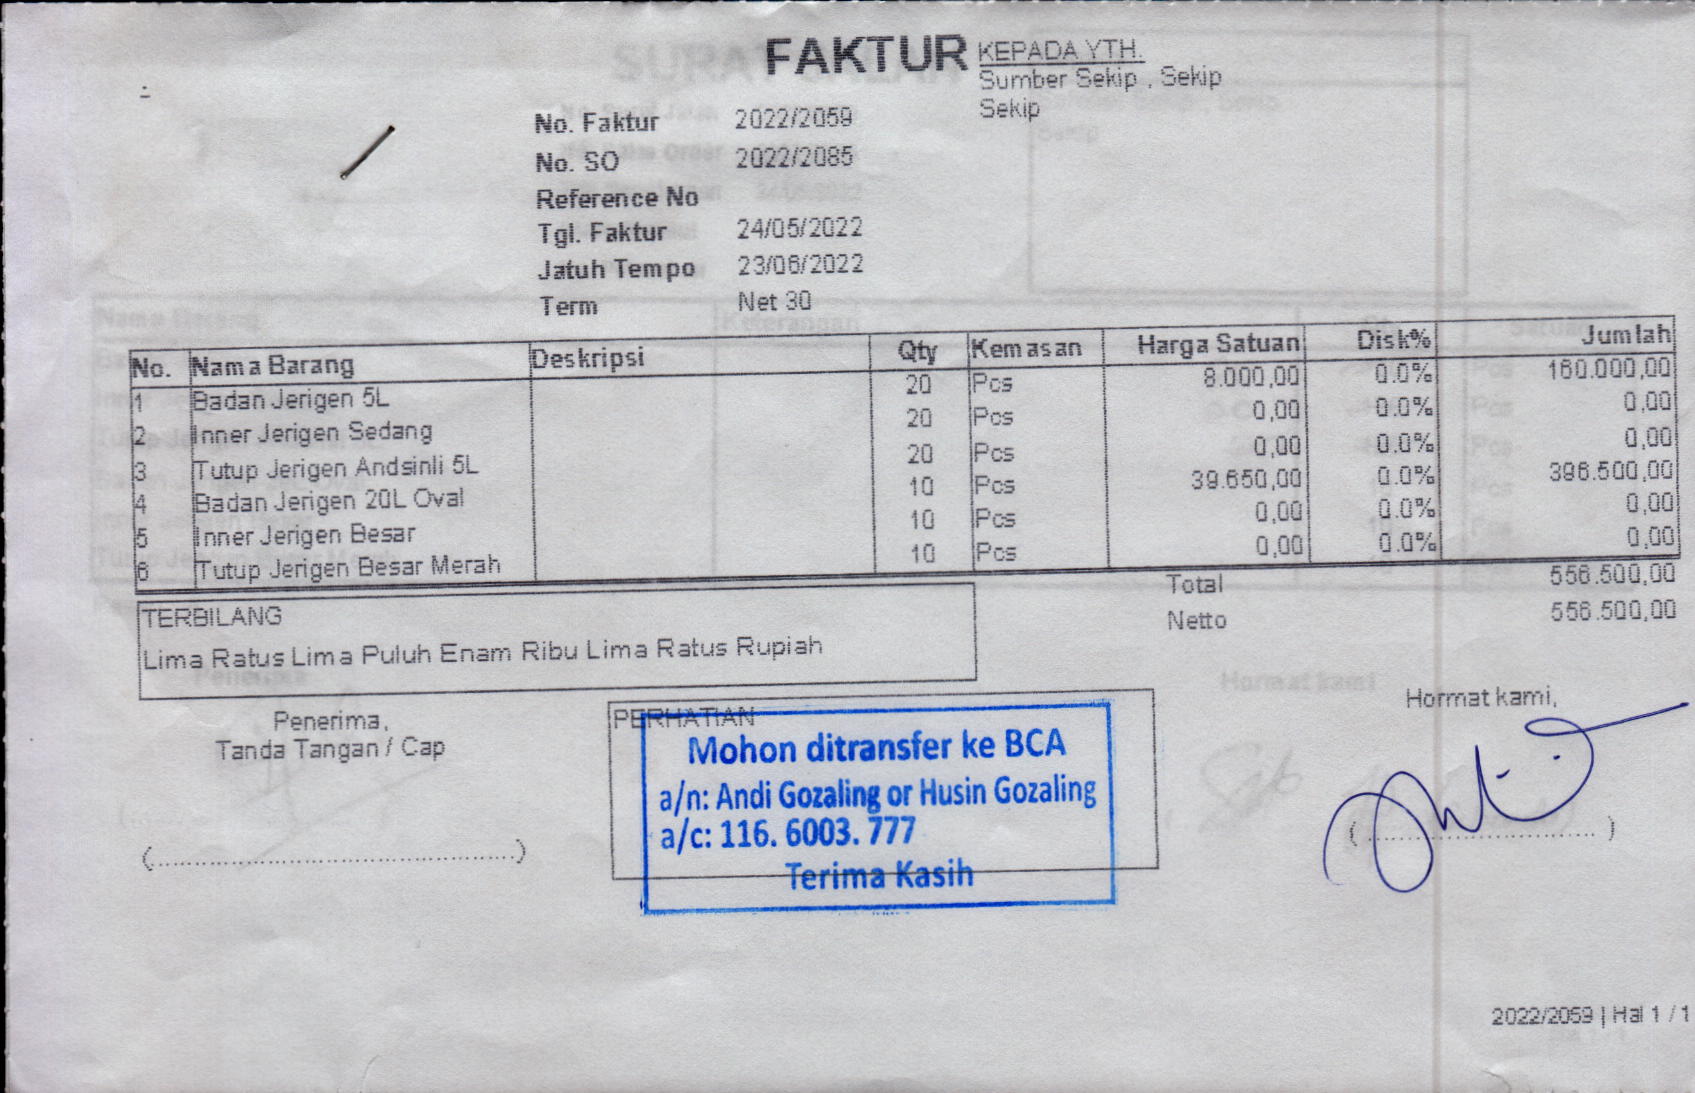 FAKTUR
KEPADA YTH.
Sumber Sekip , Sekip
Sekip
No. Faktur 2022/2059
No. SO 2022/2085
Reference No
Tgl. Faktur 24/05/2022
Jatuh Tempo 23/06/2022
Term Net 30
No. Nama Barang Deskripsi Qty Kemasan Harga Satuan Disk% Jumlah
1 Badan Jerigen 5L 20 Pcs 8.000,00 0.0% 160.000,00
2 Inner Jerigen Sedang 20 Pcs 0,00 0.0% 0,00
3 Tutup Jerigen Andsinli 5L 20 Pcs 0,00 0.0% 0,00
4 Badan Jerigen 20L Oval 10 Pcs 39.650,00 0.0% 396.500,00
5 Inner Jerigen Besar 10 Pcs 0,00 0.0% 0,00
6 Tutup Jerigen Besar Merah 10 Pcs 0,00 0.0% 0,00
Total 556.500,00
Netto 556.500,00
TERBILANG
Lima Ratus Lima Puluh Enam Ribu Lima Ratus Rupiah
Penerima,
Tanda Tangan / Cap
PERHATIAN
Mohon ditransfer ke BCA
a/n: Andi Gozaling or Husin Gozaling
a/c: 116. 6003. 777
Terima Kasih
Hormat kami,
2022/2059 | Hal 1 / 1